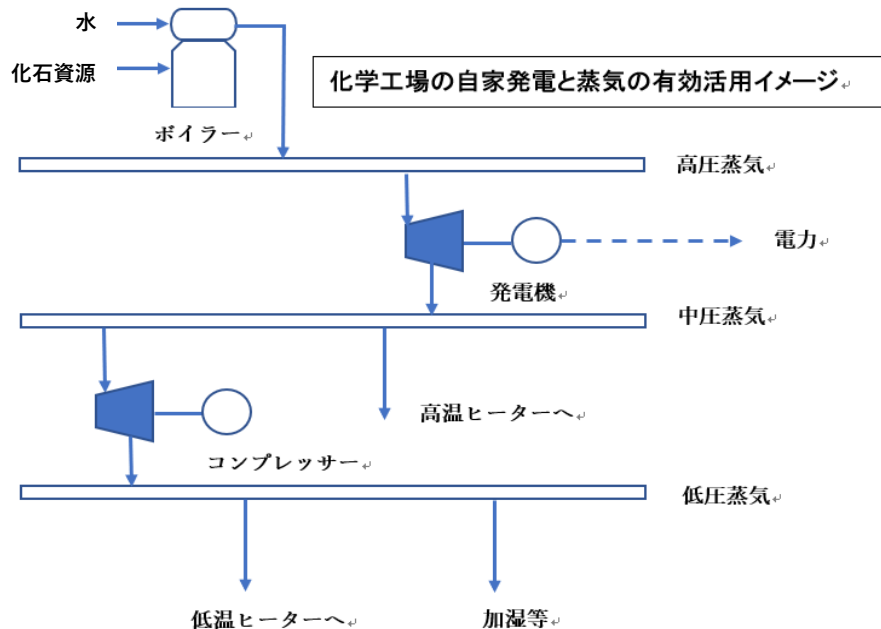 水
化石資源
化学工場の自家発電と蒸気の有効活用イメージ
ボイラー
高圧蒸気
電力
発電機
中圧蒸気
高温ヒーターへ
コンプレッサー
低圧蒸気
低温ヒーターへ
加湿等